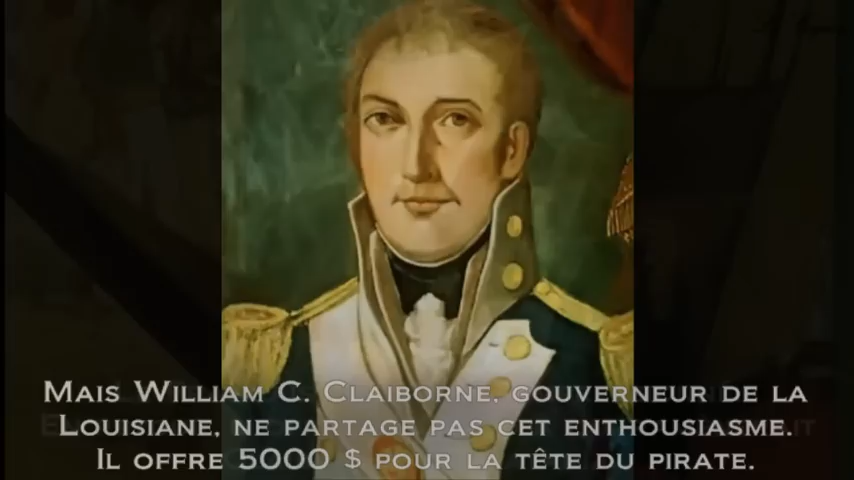 Mais William C. Claiborne, gouverneur de la
Louisiane, ne partage pas cet enthousiasme.
Il offre 5000 $ pour la tête du pirate.